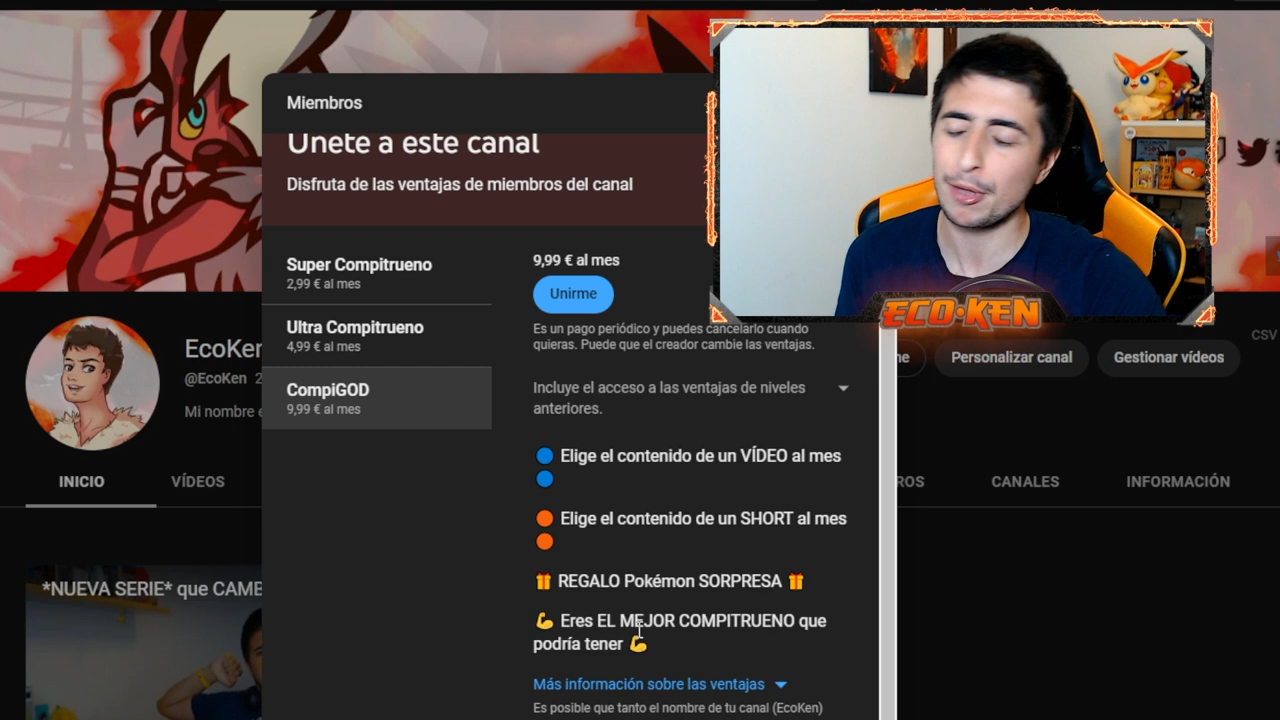 Miembros
Únete a este canal
Disfruta de las ventajas de miembros del canal
Super Compitrueno
2,99 € al mes
Ultra Compitrueno
4,99 € al mes
CompiGOD
9,99 € al mes
9,99 € al mes
Unirme
Es un pago periódico y puedes cancelarlo cuando
quieras. Puede que el creador cambie las ventajas.
Incluye el acceso a las ventajas de niveles
anteriores.
Elige el contenido de un VÍDEO al mes
Elige el contenido de un SHORT al mes
REGALO Pokémon SORPRESA
Eres EL MEJOR COMPITRUENO que
podría tener
Más información sobre las ventajas
Es posible que tanto el nombre de tu canal (EcoKen)
ECO·KEN
CSV
Personalizar canal
Gestionar vídeos
EcoKen
@EcoKen 2
Mi nombre e
INICIO
VÍDEOS
ROS
CANALES
INFORMACIÓN
*NUEVA SERIE* que CAMB